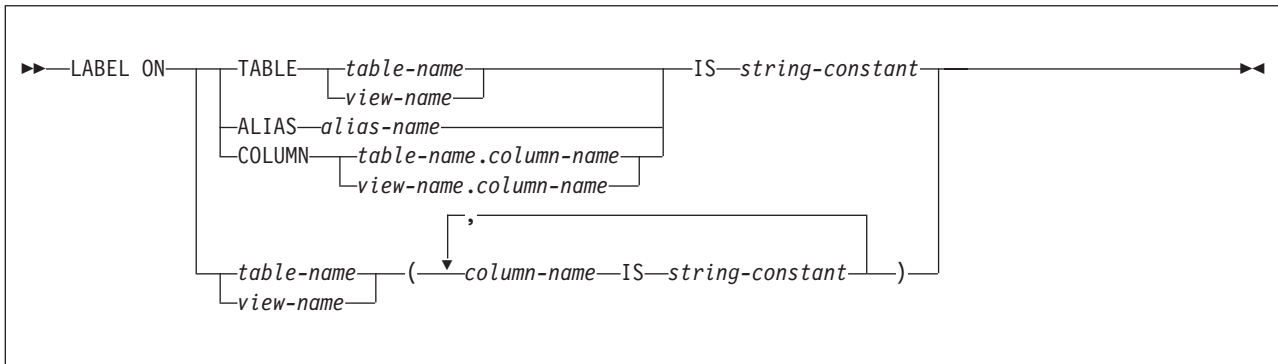 LABEL ON TABLE table-name IS string-constant
view-name
ALIAS alias-name
COLUMN table-name.column-name
view-name.column-name
,
table-name ( column-name IS string-constant )
view-name